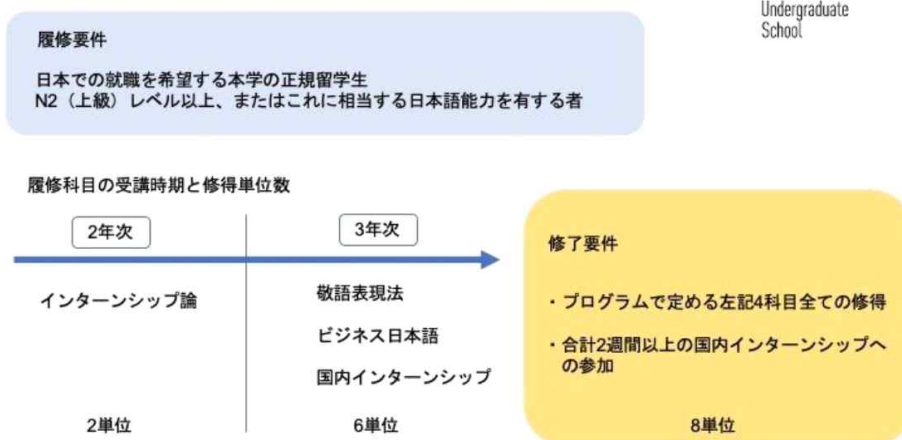 Undergraduate
School
履修要件
日本での就職を希望する本学の正規留学生
N2（上級）レベル以上、またはこれに相当する日本語能力を有する者
履修科目の受講時期と修得単位数
2年次
3年次
インターンシップ論
敬語表現法
ビジネス日本語
国内インターンシップ
2単位
6単位
修了要件
・プログラムで定める左記4科目全ての修得
・合計2週間以上の国内インターンシップへ
の参加
8単位